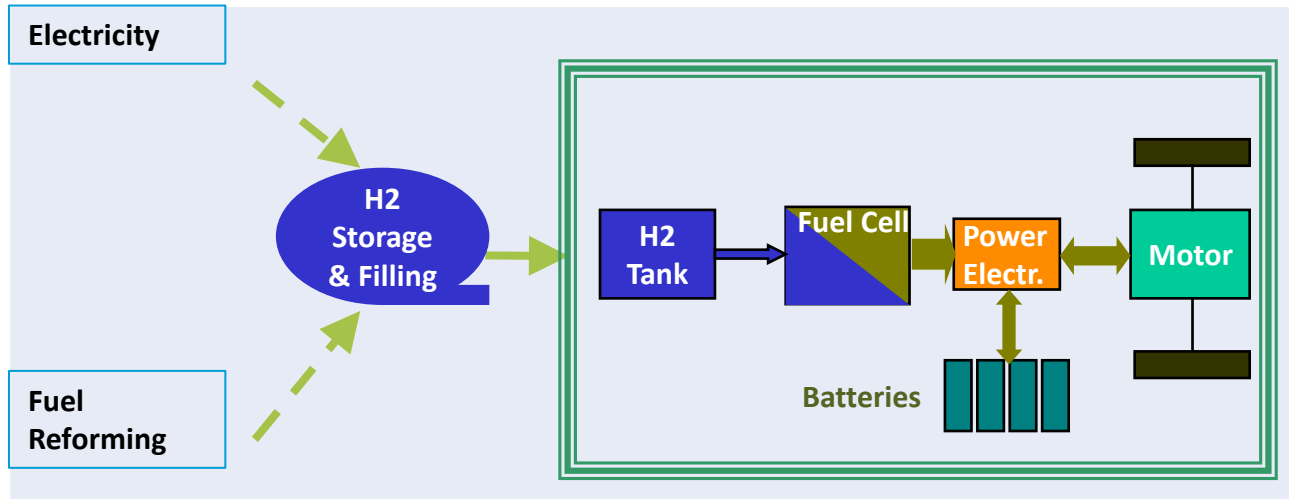 Electricity
H2
Storage
& Filling
Fuel
Reforming
H2
Tank
Fuel Cell
Power
Electr.
Motor
Batteries